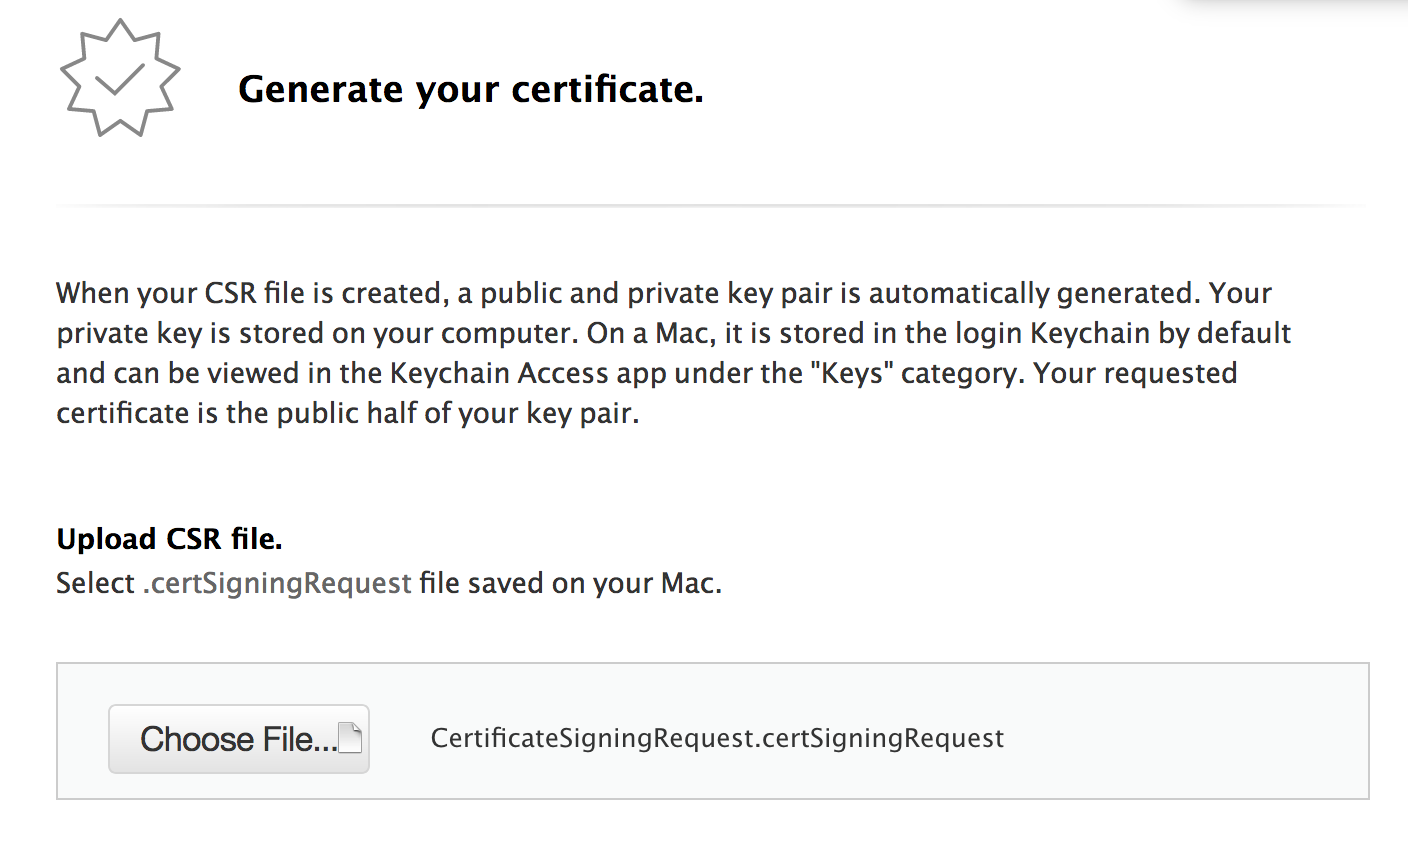 Generate your certificate.
When your CSR file is created, a public and private key pair is automatically generated. Your
private key is stored on your computer. On a Mac, it is stored in the login Keychain by default
and can be viewed in the Keychain Access app under the "Keys" category. Your requested
certificate is the public half of your key pair.
Upload CSR file.
Select .certSigningRequest file saved on your Mac.
Choose File...
CertificateSigningRequest.certSigningRequest